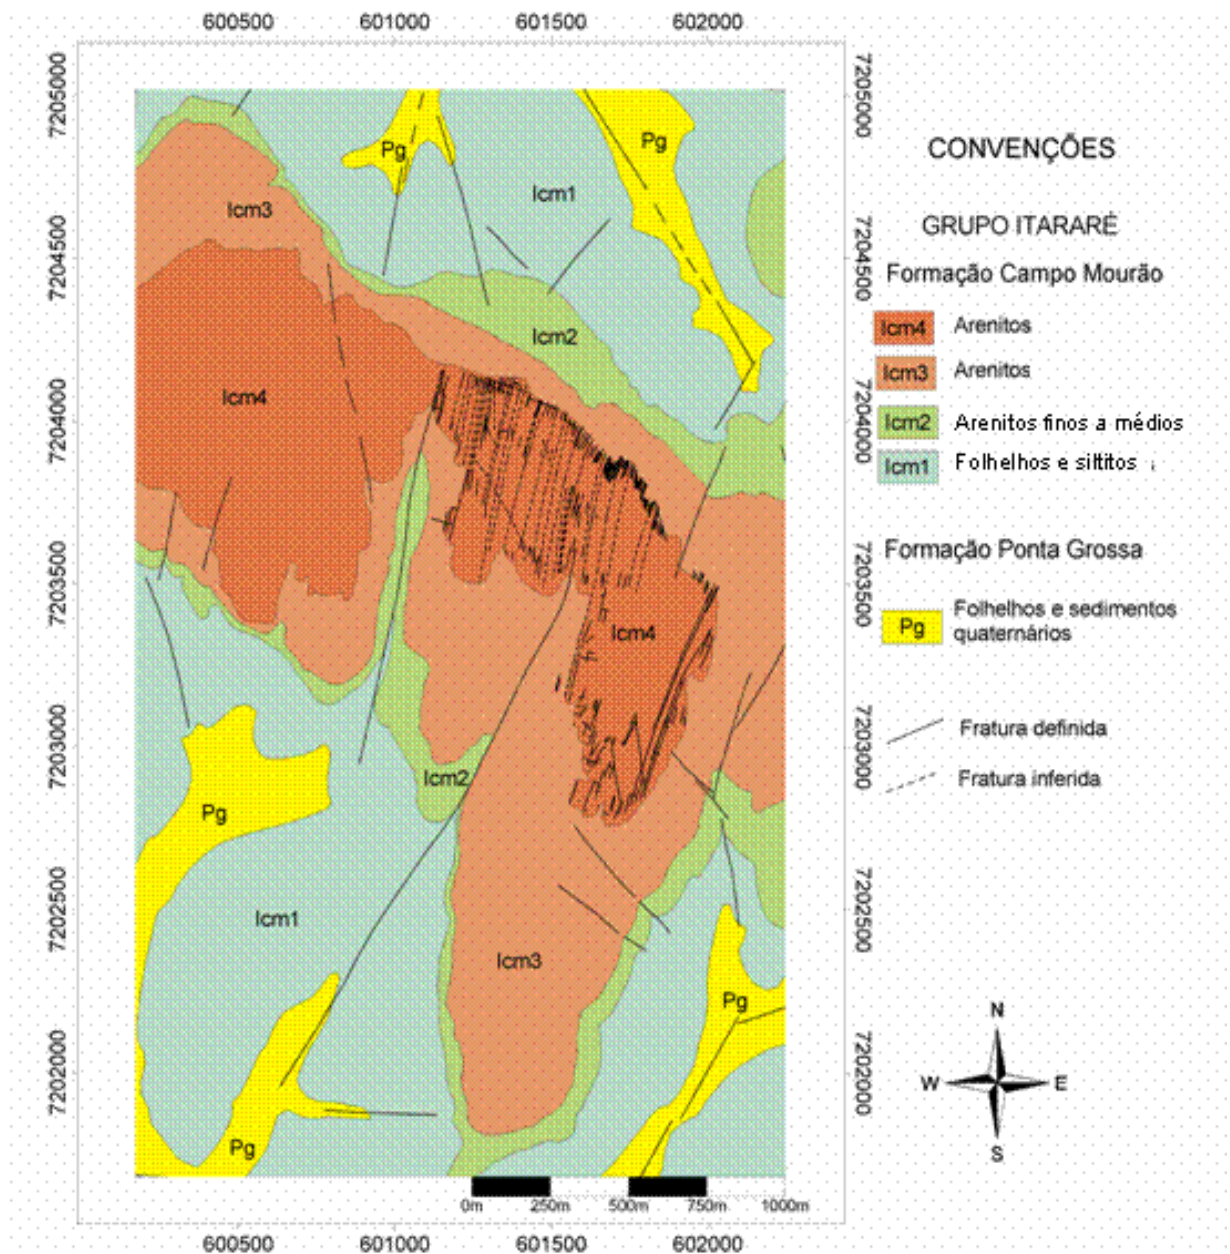 600500 601000 601500 602000
7205000
7204500
7204000
7203500
7203000
7202500
7202000
7205000
7204500
7204000
7203500
7203000
7202500
7202000
Pg
Pg
Icm1
Icm3
Icm2
Icm4
Icm4
Icm2
Pg
Icm1
Icm3
Pg
Pg
0m 250m 500m 750m 1000m
600500 601000 601500 602000
CONVENÇÕES
GRUPO ITARARÉ
Formação Campo Mourão
Icm4 Arenitos
Icm3 Arenitos
Icm2 Arenitos finos a médios
Icm1 Folhelhos e siltitos
Formação Ponta Grossa
Pg Folhelhos e sedimentos
quaternários
Fratura definida
Fratura inferida
N
W E
S